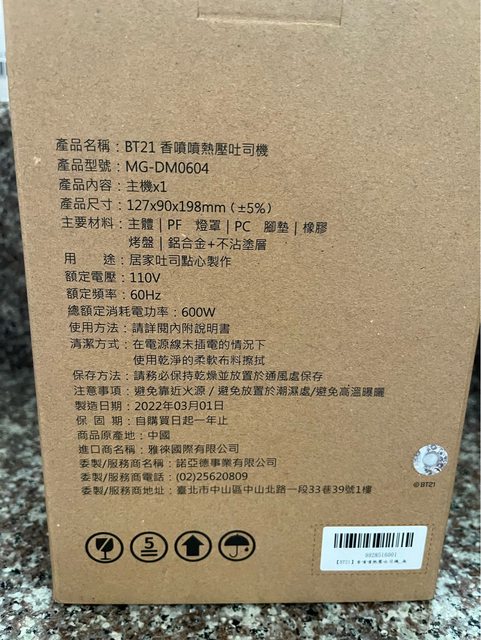 產品名稱：BT21 香噴噴熱壓吐司機
產品型號：MG-DM0604
產品內容：主機x1
產品尺寸：127x90x198mm（±5%）
主要材料：主體｜PF 燈罩｜PC 腳墊｜橡膠
烤盤｜鋁合金+不沾塗層
用　　途：居家吐司點心製作
額定電壓：110V
額定頻率：60Hz
總額定消耗電功率：600W
使用方法：請詳閱內附說明書
清潔方式：在電源線未插電的情況下
使用乾淨的柔軟布料擦拭
保存方法：請務必保持乾燥並放置於通風處保存
注意事項：避免靠近火源/避免放置於潮濕處/避免高溫曝曬
製造日期：2022年03月01日
保 固 期：自購買日起一年止
商品原產地：中國
進口商名稱：雅徠國際有限公司
委製/服務商名稱：諾亞德事業有限公司
委製/服務商電話：(02)25620809
委製/服務商地址：臺北市中山區中山北路一段33巷39號1樓
©BT21
5